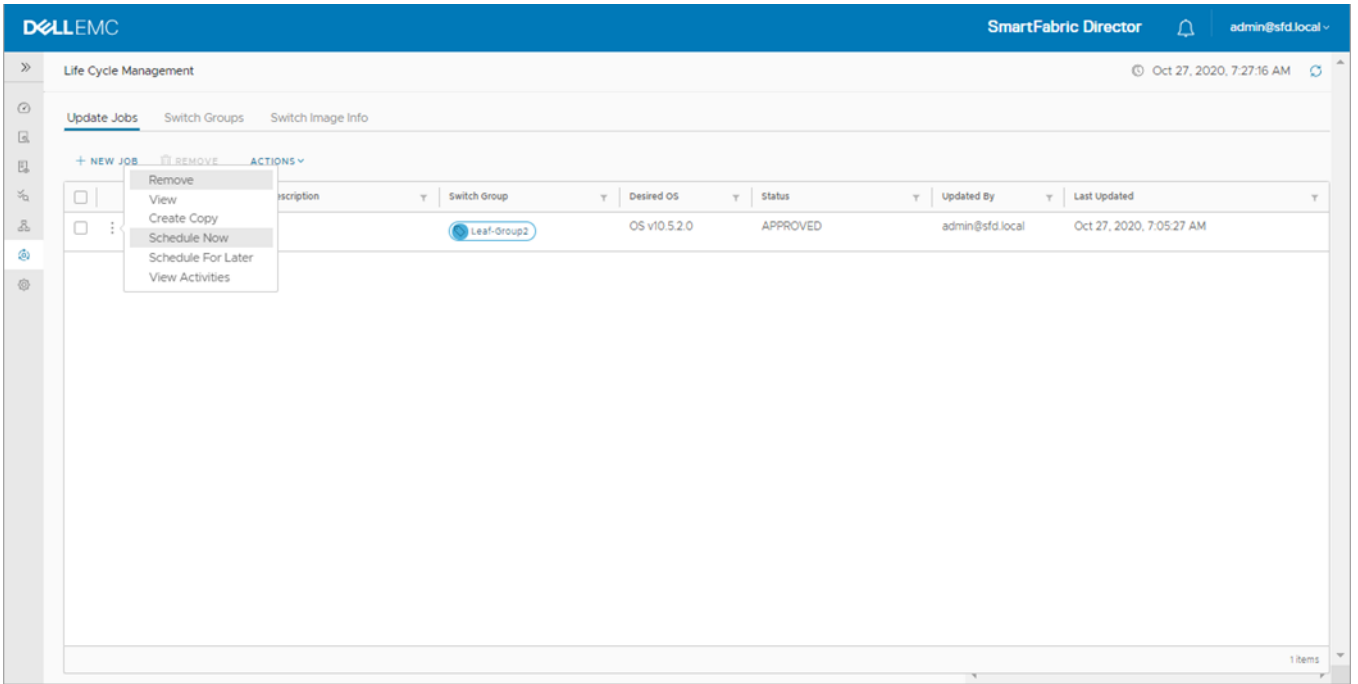 DELLEMC SmartFabric Director admin@sfd.local
Life Cycle Management Oct 27, 2020, 7:27:16 AM
Update Jobs Switch Groups Switch Image Info
+ NEW JOB REMOVE ACTIONS
Remove
View
Create Copy
Schedule Now
Schedule For Later
View Activities
escription Switch Group Desired OS Status Updated By Last Updated
Leaf-Group2 OS v10.5.2.0 APPROVED admin@sfd.local Oct 27, 2020, 7:05:27 AM
1 items